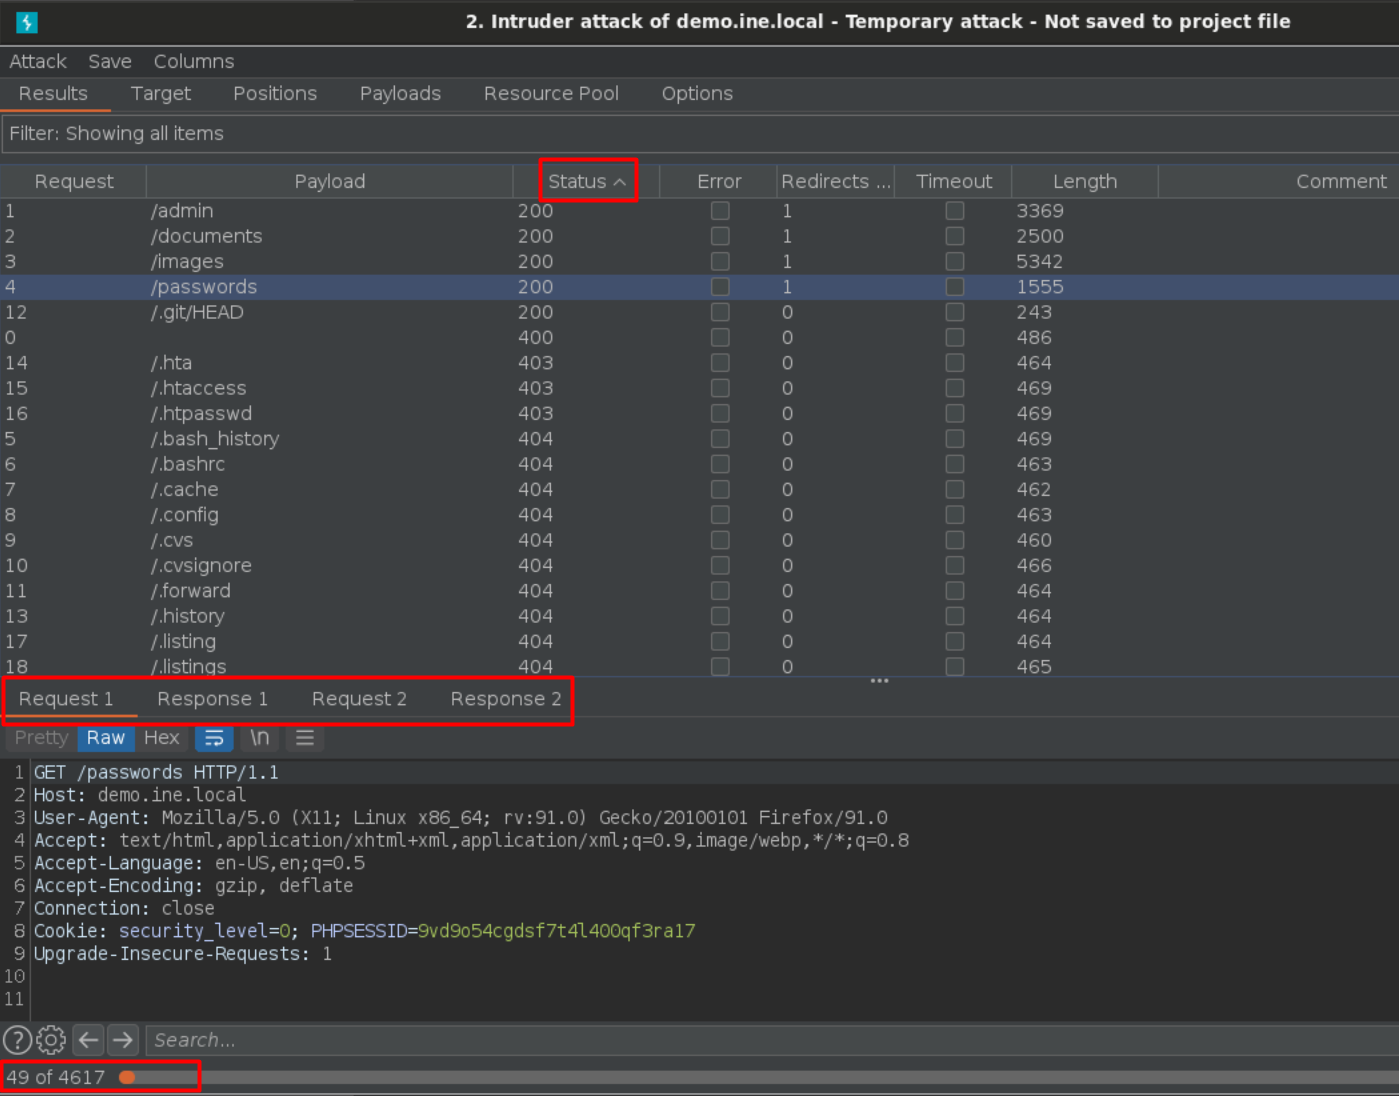 2. Intruder attack of demo.ine.local - Temporary attack - Not saved to project file
Attack Save Columns
Results Target Positions Payloads Resource Pool Options
Filter: Showing all items
Request Payload Status Error Redirects ... Timeout Length Comment
1 /admin 200 1 3369
2 /documents 200 1 2500
3 /images 200 1 5342
4 /passwords 200 1 1555
12 /.git/HEAD 200 0 243
0 400 0 486
14 /.hta 403 0 464
15 /.htaccess 403 0 469
16 /.htpasswd 403 0 469
5 /.bash_history 404 0 469
6 /.bashrc 404 0 463
7 /.cache 404 0 462
8 /.config 404 0 463
9 /.cvs 404 0 460
10 /.cvsignore 404 0 466
11 /.forward 404 0 464
13 /.history 404 0 464
17 /.listing 404 0 464
18 /.listings 404 0 465
Request 1 Response 1 Request 2 Response 2
Pretty Raw Hex \n
1 GET /passwords HTTP/1.1
2 Host: demo.ine.local
3 User-Agent: Mozilla/5.0 (X11; Linux x86_64; rv:91.0) Gecko/20100101 Firefox/91.0
4 Accept: text/html,application/xhtml+xml,application/xml;q=0.9,image/webp,*/*;q=0.8
5 Accept-Language: en-US,en;q=0.5
6 Accept-Encoding: gzip, deflate
7 Connection: close
8 Cookie: security_level=0; PHPSESSID=9vd9o54cgdsf7t4l400qf3ra17
9 Upgrade-Insecure-Requests: 1
10
11
Search...
49 of 4617